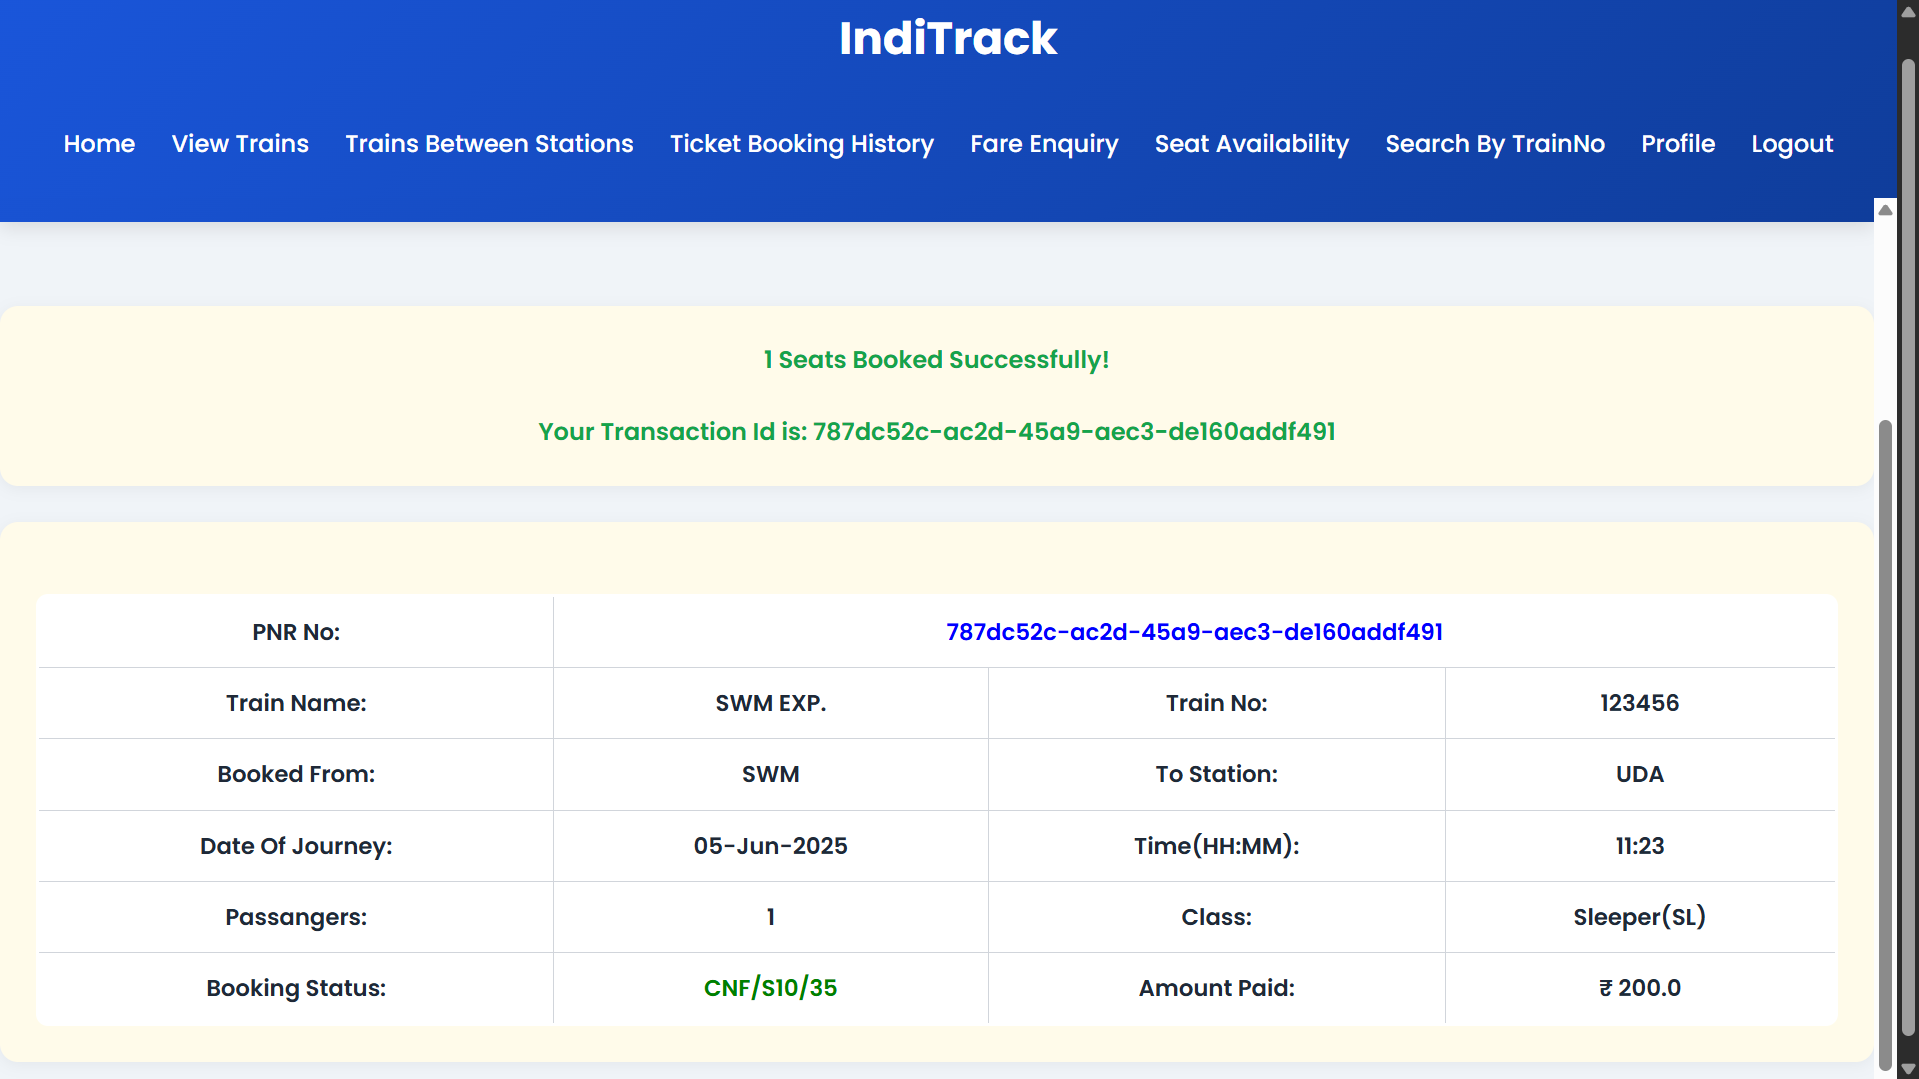 IndiTrack
Home View Trains Trains Between Stations Ticket Booking History Fare Enquiry Seat Availability Search By TrainNo Profile Logout
1 Seats Booked Successfully!
Your Transaction Id is: 787dc52c-ac2d-45a9-aec3-de160addf491
PNR No: 787dc52c-ac2d-45a9-aec3-de160addf491
Train Name: SWM EXP. Train No: 123456
Booked From: SWM To Station: UDA
Date Of Journey: 05-Jun-2025 Time(HH:MM): 11:23
Passangers: 1 Class: Sleeper(SL)
Booking Status: CNF/S10/35 Amount Paid: ₹ 200.0